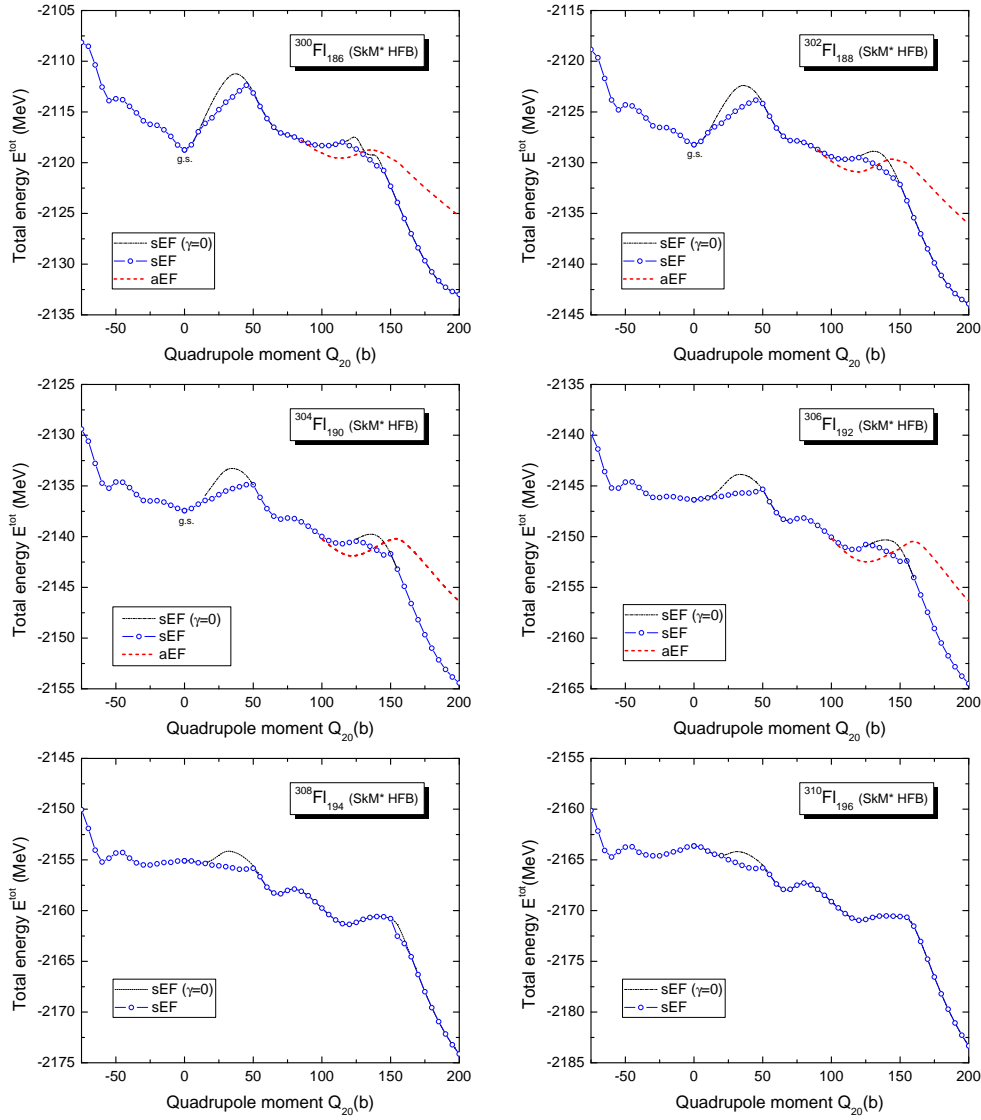 ³⁰⁰Fl₁₈₆ (SkM* HFB)
Total energy Eᵗᵒᵗ (MeV)
-2105
-2110
-2115
-2120
-2125
-2130
-2135
g.s.
sEF (γ=0)
sEF
aEF
-50 0 50 100 150 200
Quadrupole moment Q₂₀ (b)
³⁰²Fl₁₈₈ (SkM* HFB)
Total energy Eᵗᵒᵗ (MeV)
-2115
-2120
-2125
-2130
-2135
-2140
-2145
g.s.
sEF (γ=0)
sEF
aEF
-50 0 50 100 150 200
Quadrupole moment Q₂₀ (b)
³⁰⁴Fl₁₉₀ (SkM* HFB)
Total energy Eᵗᵒᵗ (MeV)
-2125
-2130
-2135
-2140
-2145
-2150
-2155
g.s.
sEF (γ=0)
sEF
aEF
-50 0 50 100 150 200
Quadrupole moment Q₂₀(b)
³⁰⁶Fl₁₉₂ (SkM* HFB)
Total energy Eᵗᵒᵗ (MeV)
-2135
-2140
-2145
-2150
-2155
-2160
-2165
sEF (γ=0)
sEF
aEF
-50 0 50 100 150 200
Quadrupole moment Q₂₀ (b)
³⁰⁸Fl₁₉₄ (SkM* HFB)
Total energy Eᵗᵒᵗ (MeV)
-2145
-2150
-2155
-2160
-2165
-2170
-2175
sEF (γ=0)
sEF
-50 0 50 100 150 200
Quadrupole moment Q₂₀ (b)
³¹⁰Fl₁₉₆ (SkM* HFB)
Total energy Eᵗᵒᵗ(MeV)
-2155
-2160
-2165
-2170
-2175
-2180
-2185
sEF (γ=0)
sEF
-50 0 50 100 150 200
Quadrupole moment Q₂₀(b)